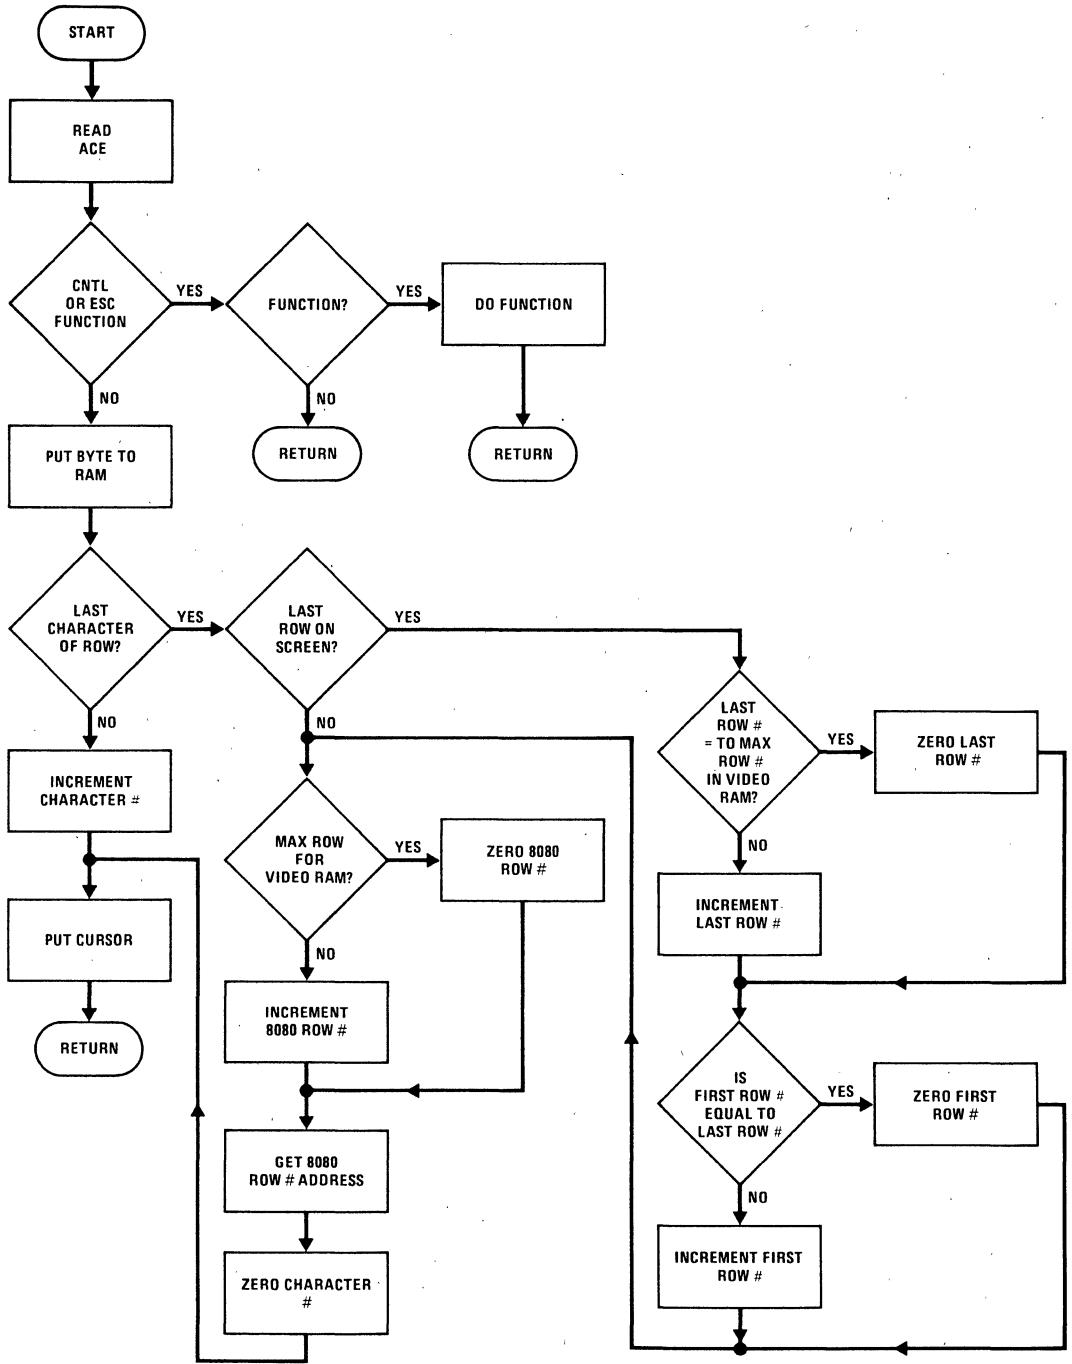 START
READ
ACE
CNTL
OR ESC
FUNCTION
YES
FUNCTION?
YES
DO FUNCTION
NO
NO
RETURN
RETURN
PUT BYTE TO
RAM
LAST
CHARACTER
OF ROW?
YES
LAST
ROW ON
SCREEN?
YES
NO
NO
LAST
ROW #
= TO MAX
ROW #
IN VIDEO
RAM?
YES
ZERO LAST
ROW #
INCREMENT
CHARACTER #
MAX ROW
FOR
VIDEO RAM?
YES
ZERO 8080
ROW #
NO
INCREMENT
LAST ROW #
PUT CURSOR
NO
INCREMENT
8080 ROW #
RETURN
IS
FIRST ROW #
EQUAL TO
LAST ROW #
YES
ZERO FIRST
ROW #
GET 8080
ROW # ADDRESS
NO
INCREMENT FIRST
ROW #
ZERO CHARACTER
#